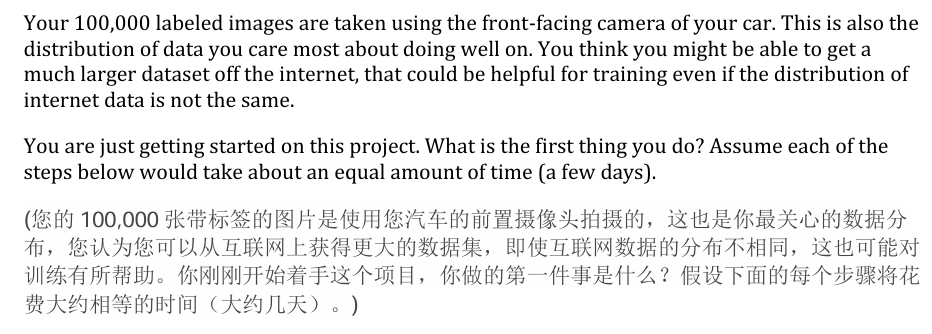 Your 100,000 labeled images are taken using the front-facing camera of your car. This is also the
distribution of data you care most about doing well on. You think you might be able to get a
much larger dataset off the internet, that could be helpful for training even if the distribution of
internet data is not the same.
You are just getting started on this project. What is the first thing you do? Assume each of the
steps below would take about an equal amount of time (a few days).
(您的 100,000 张带标签的图片是使用您汽车的前置摄像头拍摄的，这也是你最关心的数据分
布，您认为您可以从互联网上获得更大的数据集，即使互联网数据的分布不相同，这也可能对
训练有所帮助。你刚刚开始着手这个项目，你做的第一件事是什么？假设下面的每个步骤将花
费大约相等的时间（大约几天）。)